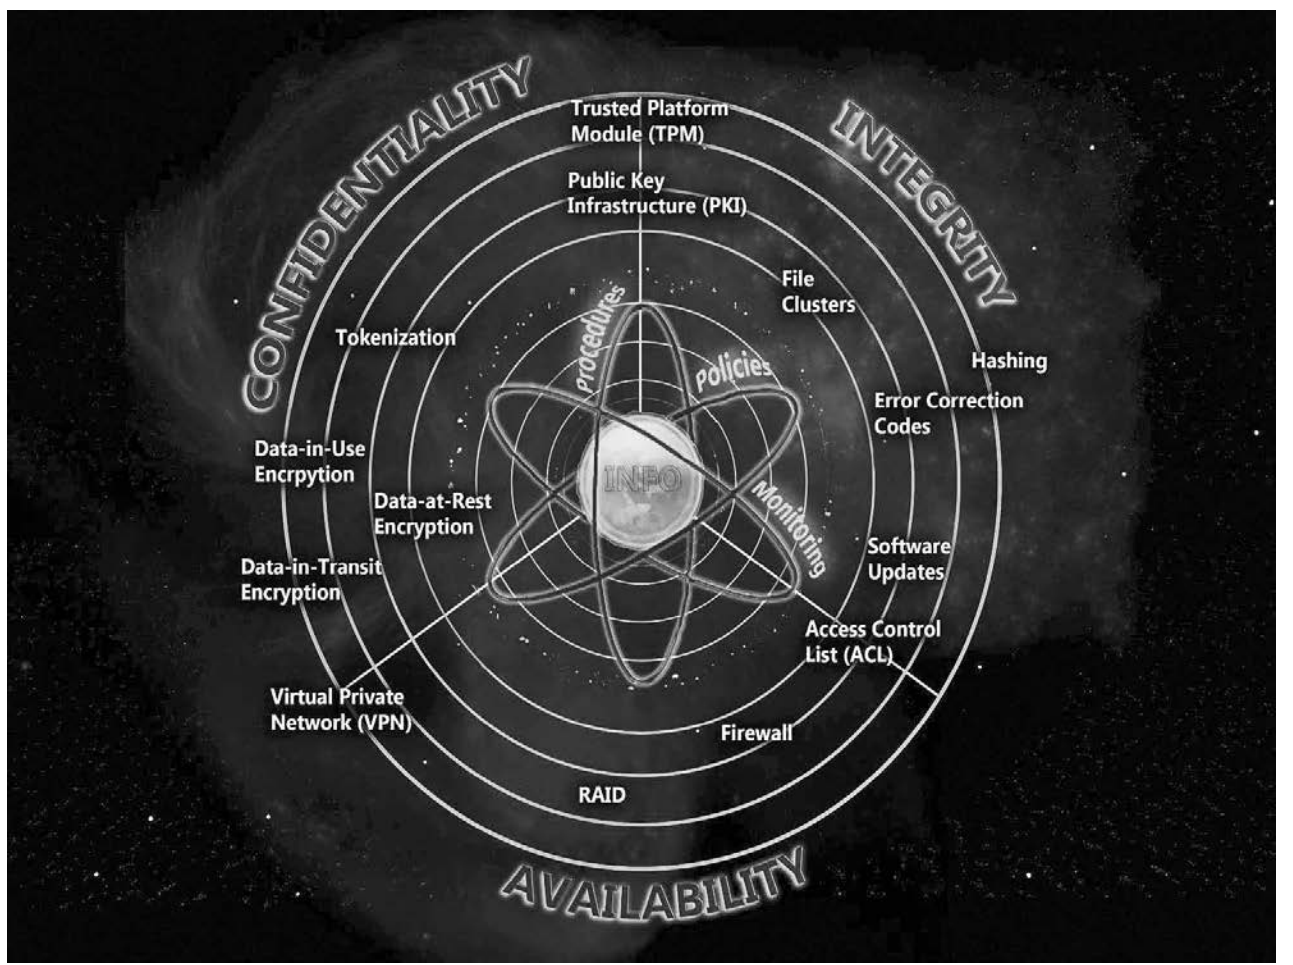 CONFIDENTIALITY
INTEGRITY
Trusted Platform
Module (TPM)
Public Key
Infrastructure (PKI)
File
Clusters
Procedures
Policies
Tokenization
Hashing
Error Correction
Codes
Data-in-Use
Encrpytion
INFO
Monitoring
Data-at-Rest
Encryption
Software
Updates
Data-in-Transit
Encryption
Access Control
List (ACL)
Virtual Private
Network (VPN)
Firewall
RAID
AVAILABILITY